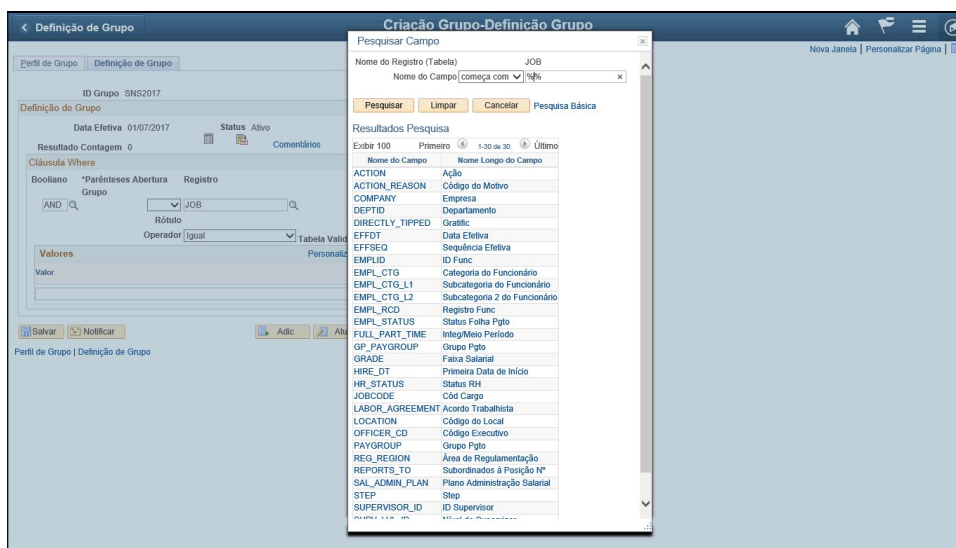 Definição de Grupo
Criação Grupo-Definição Grupo
Nova Janela | Personalizar Página |
Perfil de Grupo
Definição de Grupo
ID Grupo SNS2017
Definição do Grupo
Data Efetiva 01/07/2017 Status Ativo
Resultado Contagem 0 Comentários
Cláusula Where
Booliano *Parênteses Abertura Grupo Registro
AND JOB
Rótulo
Operador Igual Tabela Valid
Valores Personaliz
Valor
Salvar Notificar Adic Atu
Perfil de Grupo | Definição de Grupo
Pesquisar Campo
Nome do Registro (Tabela) JOB
Nome do Campo começa com %% x
Pesquisar Limpar Cancelar Pesquisa Básica
Resultados Pesquisa
Exibir 100 Primeiro 1-30 de 30 Último
Nome do Campo Nome Longo do Campo
ACTION Ação
ACTION_REASON Código do Motivo
COMPANY Empresa
DEPTID Departamento
DIRECTLY_TIPPED Gratific
EFFDT Data Efetiva
EFFSEQ Sequência Efetiva
EMPLID ID Func
EMPL_CTG Categoria do Funcionário
EMPL_CTG_L1 Subcategoria do Funcionário
EMPL_CTG_L2 Subcategoria 2 do Funcionário
EMPL_RCD Registro Func
EMPL_STATUS Status Folha Pgto
FULL_PART_TIME Integ/Meio Período
GP_PAYGROUP Grupo Pgto
GRADE Faixa Salarial
HIRE_DT Primeira Data de Início
HR_STATUS Status RH
JOBCODE Cód Cargo
LABOR_AGREEMENT Acordo Trabalhista
LOCATION Código do Local
OFFICER_CD Código Executivo
PAYGROUP Grupo Pgto
REG_REGION Área de Regulamentação
REPORTS_TO Subordinados à Posição Nº
SAL_ADMIN_PLAN Plano Administração Salarial
STEP Step
SUPERVISOR_ID ID Supervisor